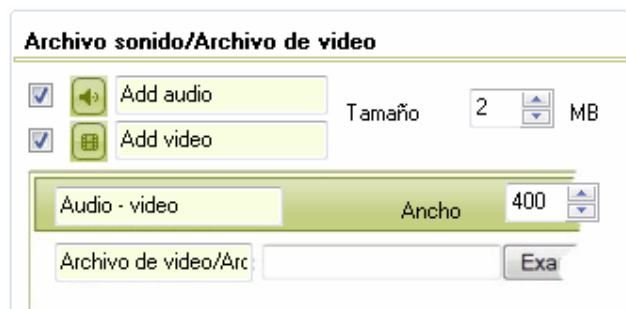 Archivo sonido/Archivo de video
Add audio
Tamaño 2 MB
Add video
Audio - video Ancho 400
Archivo de video/Arc Exa